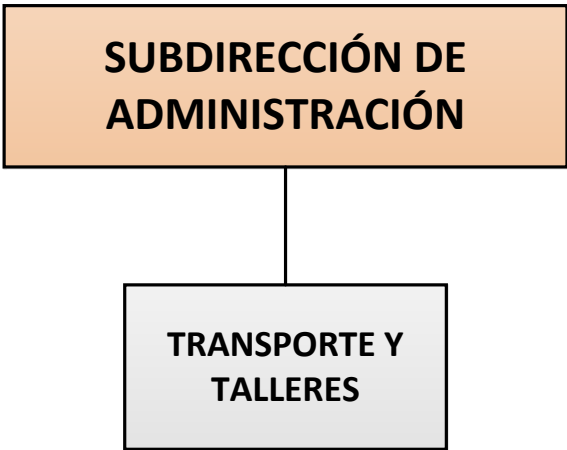 SUBDIRECCIÓN DE
ADMINISTRACIÓN
TRANSPORTE Y
TALLERES